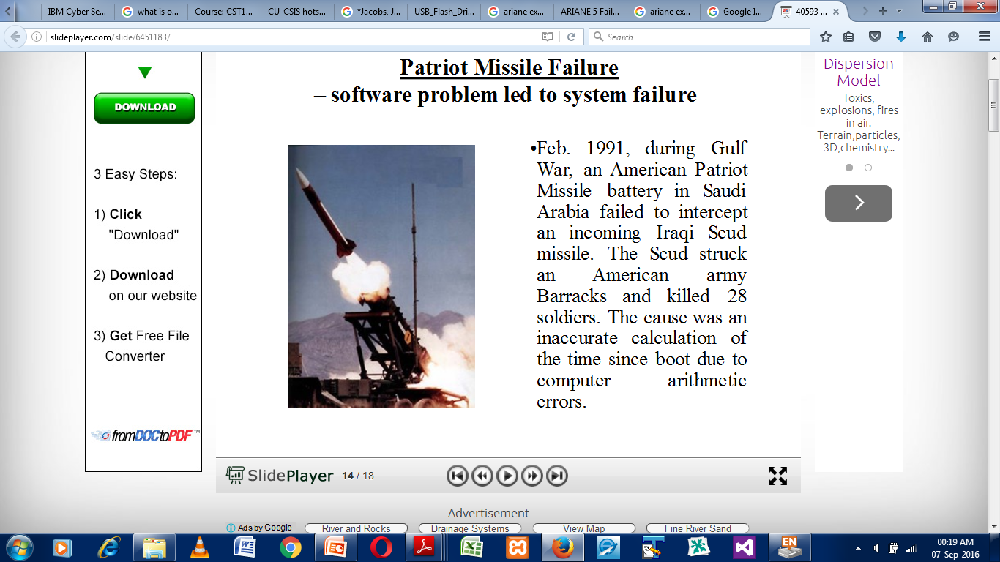 IBM Cyber Se...
what is o...
Course: CST1...
CU-CSIS hots...
*Jacobs, J...
USB_Flash_Dri...
ariane ex...
ARIANE 5 Fail...
ariane ex...
Google I...
40593 ...
slideplayer.com/slide/6451183/
Search
DOWNLOAD
3 Easy Steps:
1) Click
"Download"
2) Download
on our website
3) Get Free File
Converter
fromDOCtoPDF™
Patriot Missile Failure
– software problem led to system failure
•Feb. 1991, during Gulf
War, an American Patriot
Missile battery in Saudi
Arabia failed to intercept
an incoming Iraqi Scud
missile. The Scud struck
an American army
Barracks and killed 28
soldiers. The cause was an
inaccurate calculation of
the time since boot due to
computer arithmetic
errors.
Dispersion
Model
Toxics,
explosions, fires
in air.
Terrain,particles,
3D,chemistry...
SlidePlayer 14 / 18
Advertisement
Ads by Google
River and Rocks
Drainage Systems
View Map
Fine River Sand
EN
00:19 AM
07-Sep-2016